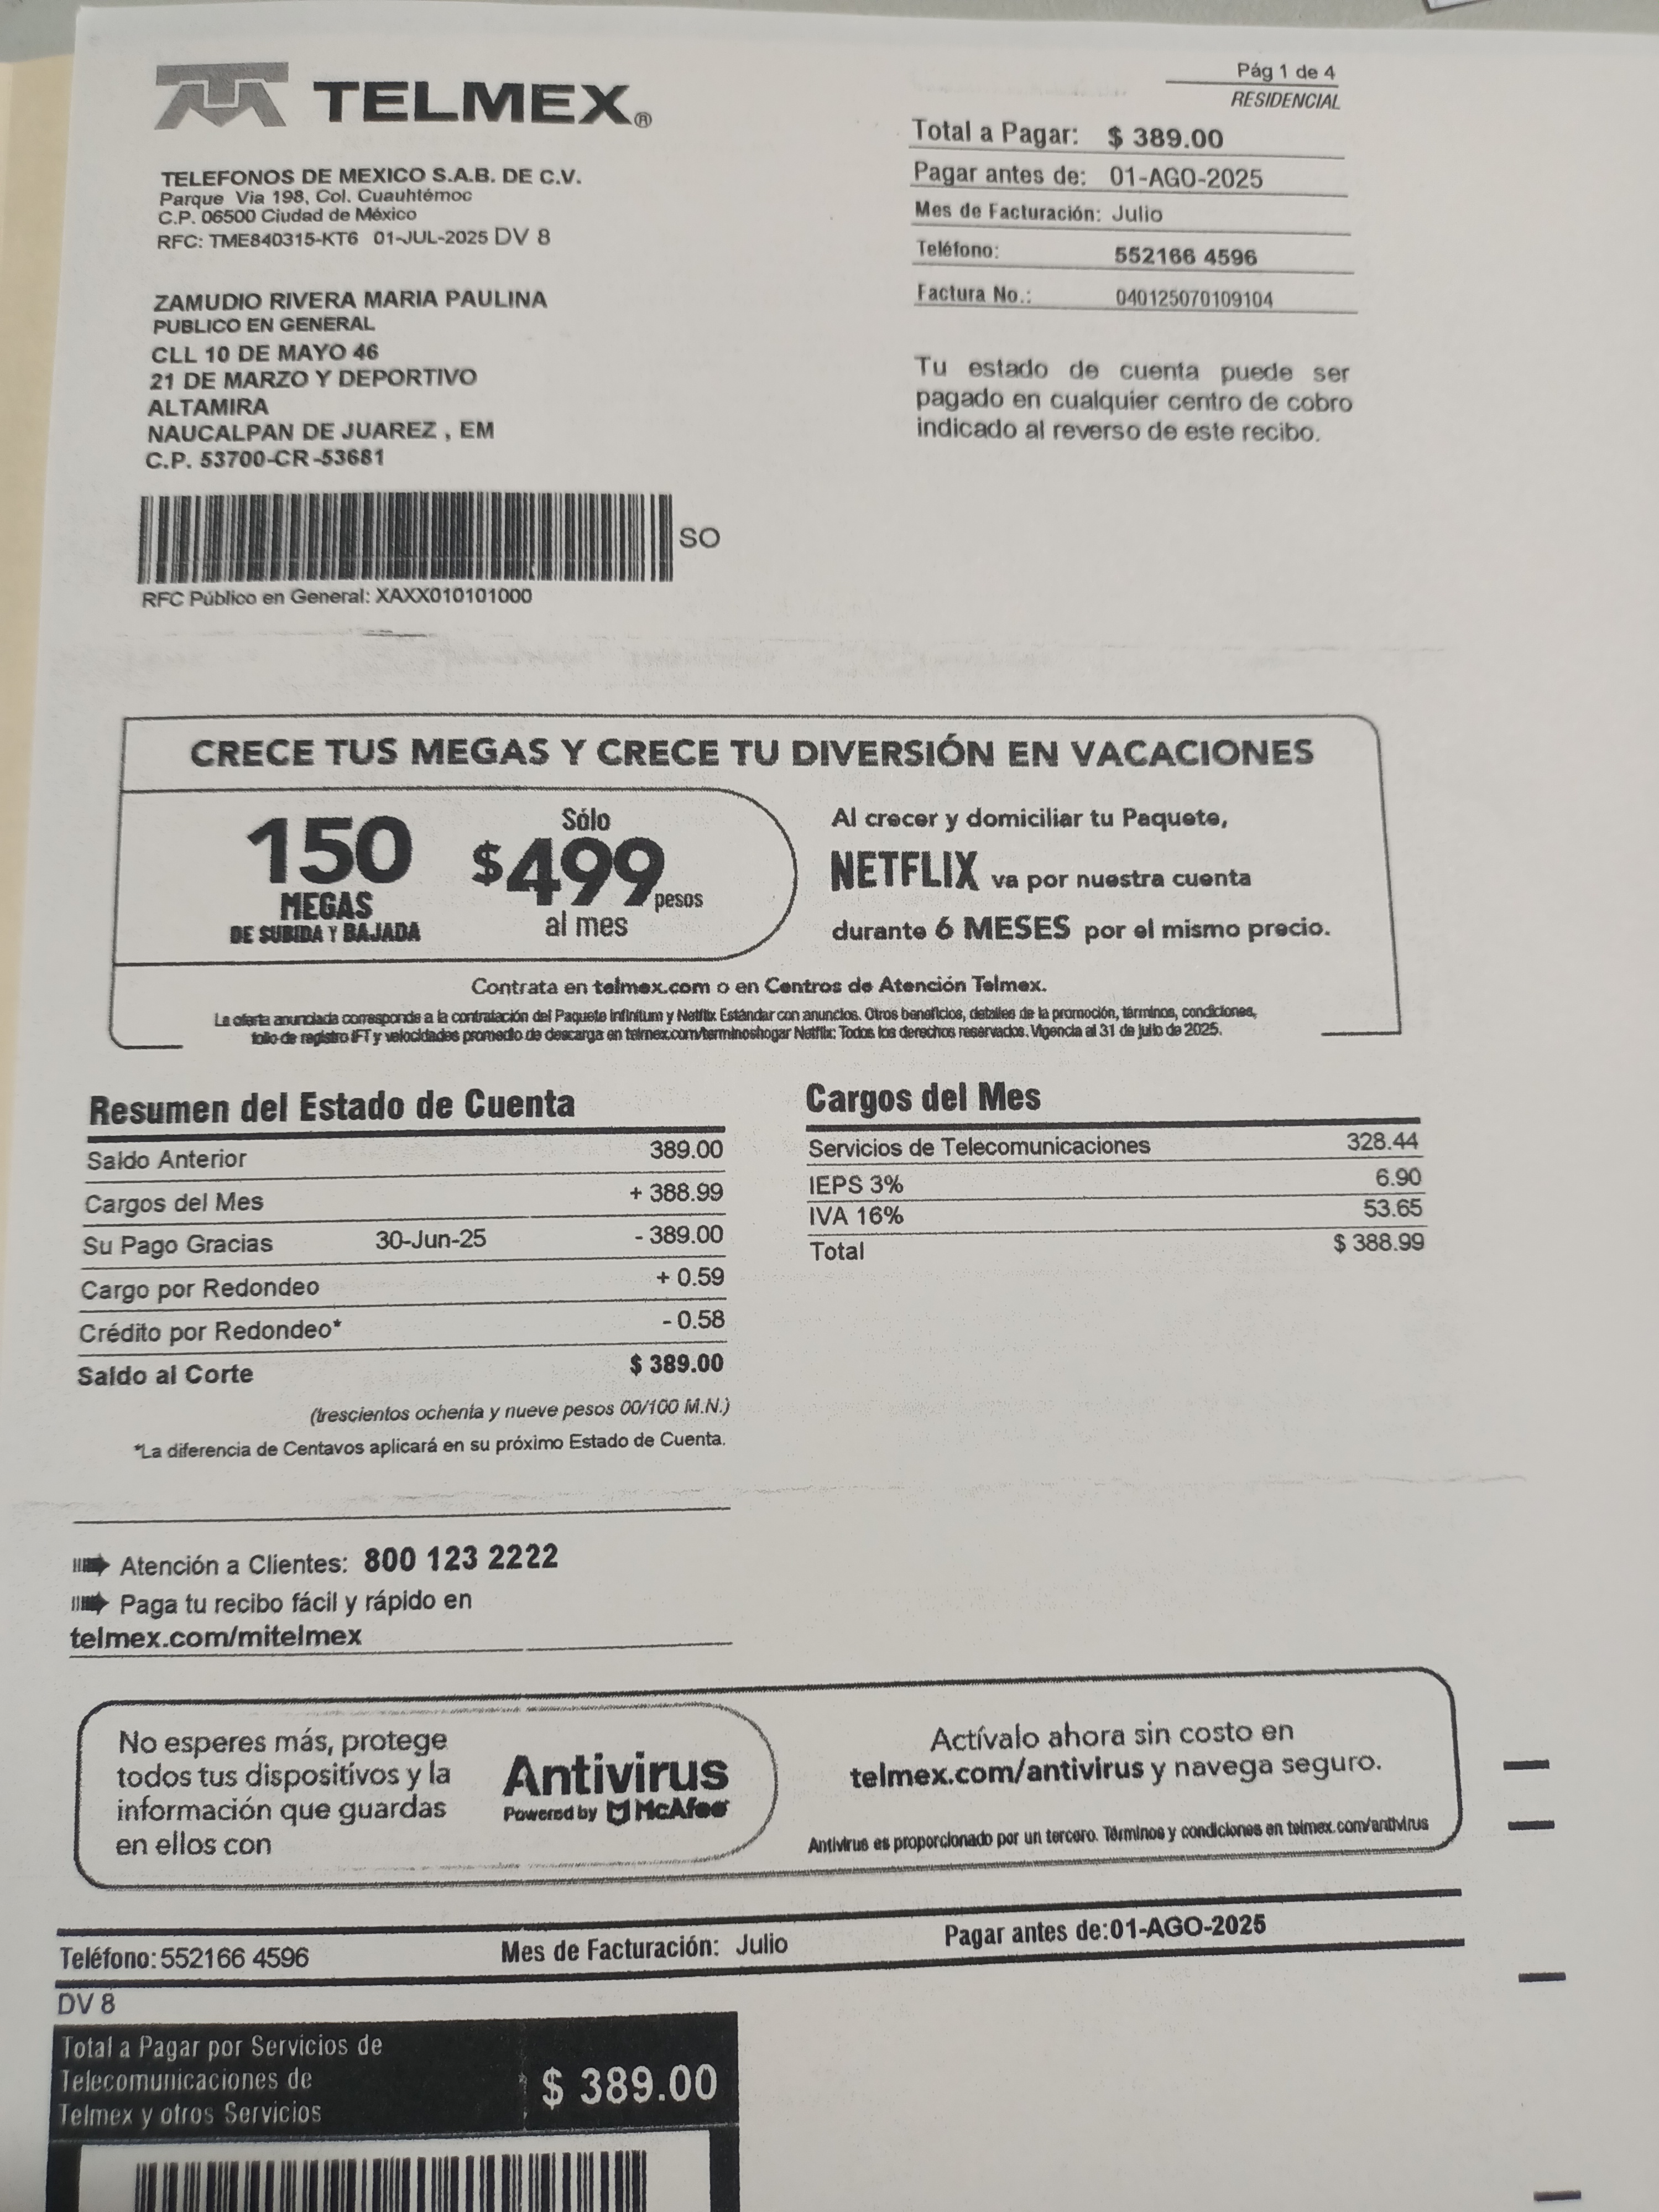 TELMEX®
Pág 1 de 4
RESIDENCIAL
Total a Pagar: $ 389.00
Pagar antes de: 01-AGO-2025
Mes de Facturación: Julio
Teléfono: 552166 4596
Factura No.: 040125070109104
TELEFONOS DE MEXICO S.A.B. DE C.V.
Parque Via 198, Col. Cuauhtémoc
C.P. 06500 Ciudad de México
RFC: TME840315-KT6 01-JUL-2025 DV 8
ZAMUDIO RIVERA MARIA PAULINA
PUBLICO EN GENERAL
CLL 10 DE MAYO 46
21 DE MARZO Y DEPORTIVO
ALTAMIRA
NAUCALPAN DE JUAREZ , EM
C.P. 53700-CR-53681
Tu estado de cuenta puede ser
pagado en cualquier centro de cobro
indicado al reverso de este recibo.
SO
RFC Público en General: XAXX010101000
CRECE TUS MEGAS Y CRECE TU DIVERSIÓN EN VACACIONES
150
MEGAS
DE SUBIDA Y BAJADA
Sólo
$499 pesos
al mes
Al crecer y domiciliar tu Paquete,
NETFLIX va por nuestra cuenta
durante 6 MESES por el mismo precio.
Contrata en telmex.com o en Centros de Atención Telmex.
La oferta anunciada corresponde a la contratación del Paquete Infinitum y Netflix Estándar con anuncios. Otros beneficios, detalles de la promoción, términos, condiciones,
folio de registro IFT y velocidades promedio de descarga en telmex.com/terminoshogar Netflix: Todos los derechos reservados. Vigencia al 31 de julio de 2025.
Resumen del Estado de Cuenta
Saldo Anterior 389.00
Cargos del Mes + 388.99
Su Pago Gracias 30-Jun-25 - 389.00
Cargo por Redondeo + 0.59
Crédito por Redondeo* - 0.58
Saldo al Corte $ 389.00
(trescientos ochenta y nueve pesos 00/100 M.N.)
*La diferencia de Centavos aplicará en su próximo Estado de Cuenta.
Cargos del Mes
Servicios de Telecomunicaciones 328.44
IEPS 3% 6.90
IVA 16% 53.65
Total $ 388.99
Atención a Clientes: 800 123 2222
Paga tu recibo fácil y rápido en
telmex.com/mitelmex
No esperes más, protege
todos tus dispositivos y la
información que guardas
en ellos con
Antivirus
Powered by McAfee
Actívalo ahora sin costo en
telmex.com/antivirus y navega seguro.
Antivirus es proporcionado por un tercero. Términos y condiciones en telmex.com/antivirus
Teléfono: 552166 4596 Mes de Facturación: Julio Pagar antes de:01-AGO-2025
DV 8
Total a Pagar por Servicios de
Telecomunicaciones de
Telmex y otros Servicios
$ 389.00